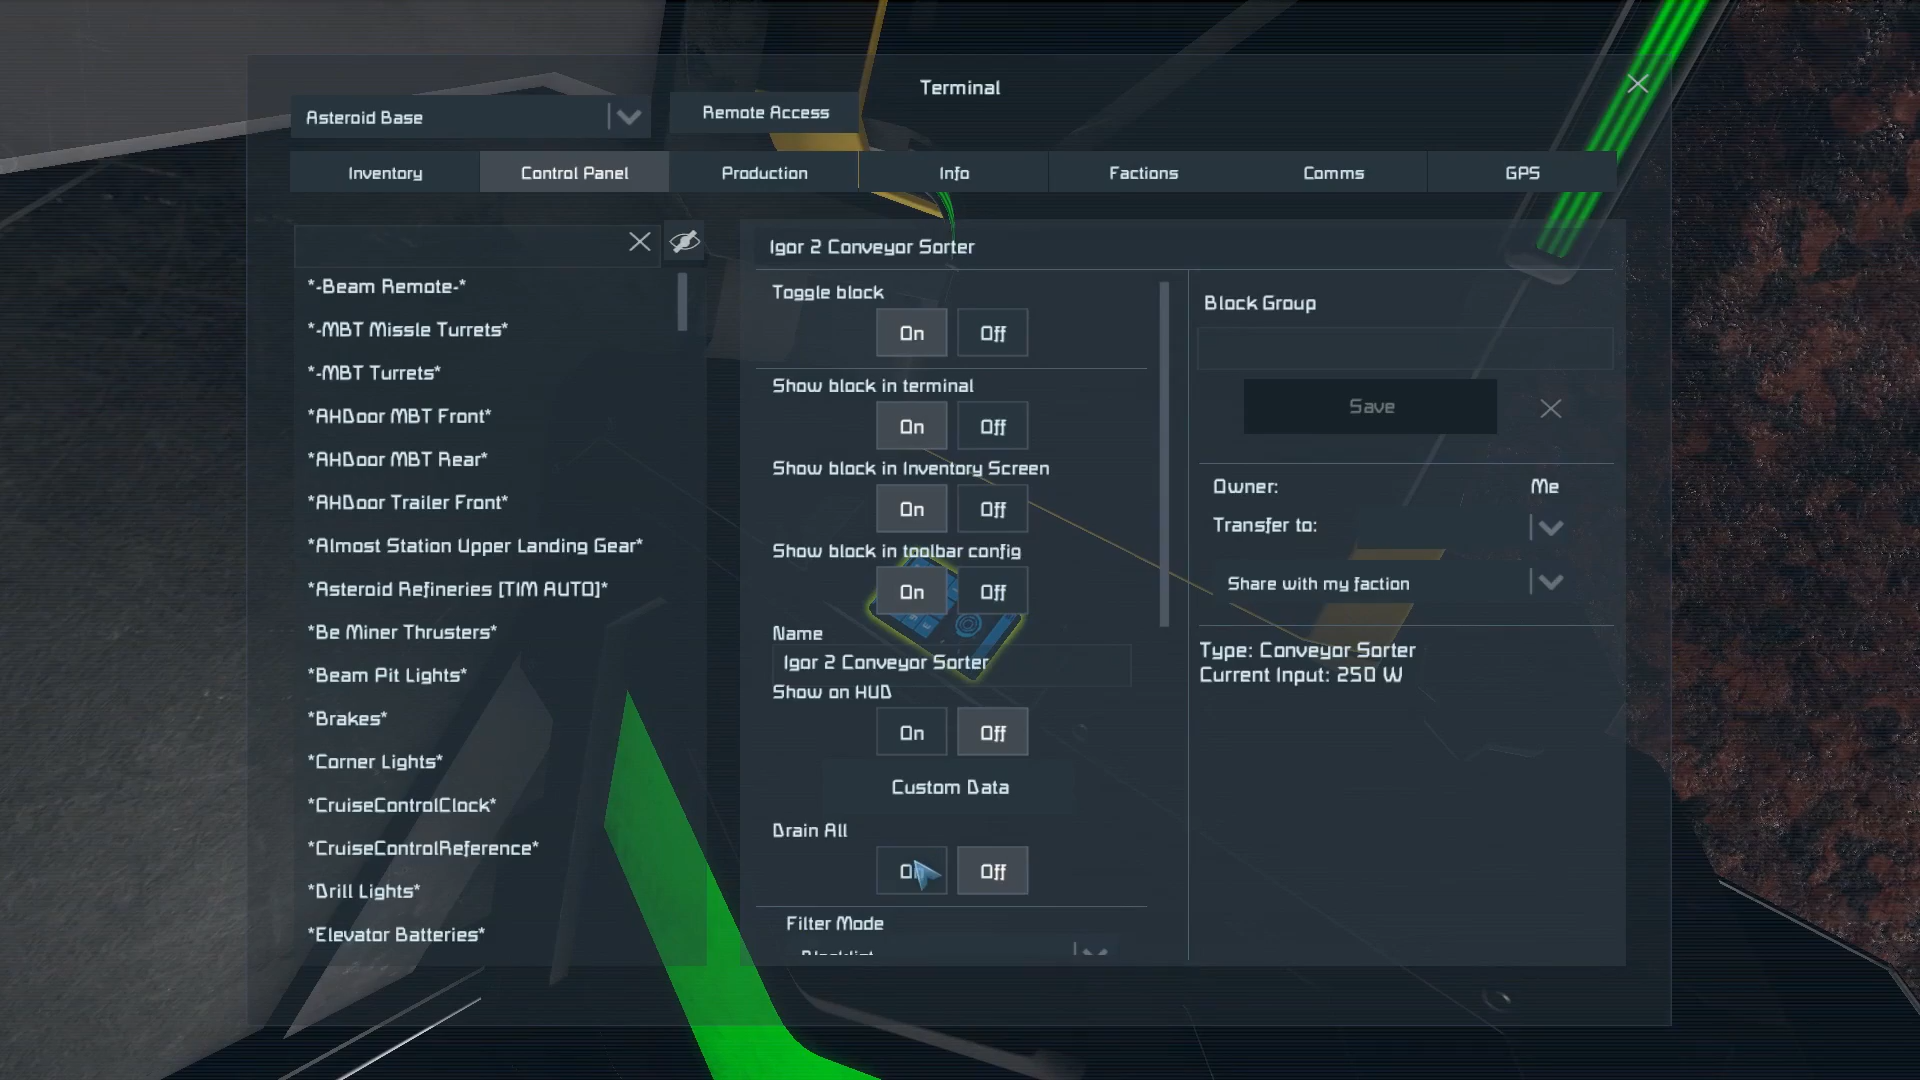 Terminal
Asteroid Base
Remote Access
Inventory
Control Panel
Production
Info
Factions
Comms
GPS
*-Beam Remote-*
*-MBT Missle Turrets*
*-MBT Turrets*
*AHDoor MBT Front*
*AHDoor MBT Rear*
*AHDoor Trailer Front*
*Almost Station Upper Landing Gear*
*Asteroid Refineries [TIM AUTO]*
*Be Miner Thrusters*
*Beam Pit Lights*
*Brakes*
*Corner Lights*
*CruiseControlClock*
*CruiseControlReference*
*Drill Lights*
*Elevator Batteries*
Igor 2 Conveyor Sorter
Toggle block
On Off
Show block in terminal
On Off
Show block in Inventory Screen
On Off
Show block in toolbar config
On Off
Name
Igor 2 Conveyor Sorter
Show on HUD
On Off
Custom Data
Drain All
On Off
Filter Mode
Blacklist
Block Group
Save
Owner: Me
Transfer to:
Share with my faction
Type: Conveyor Sorter
Current Input: 250 W